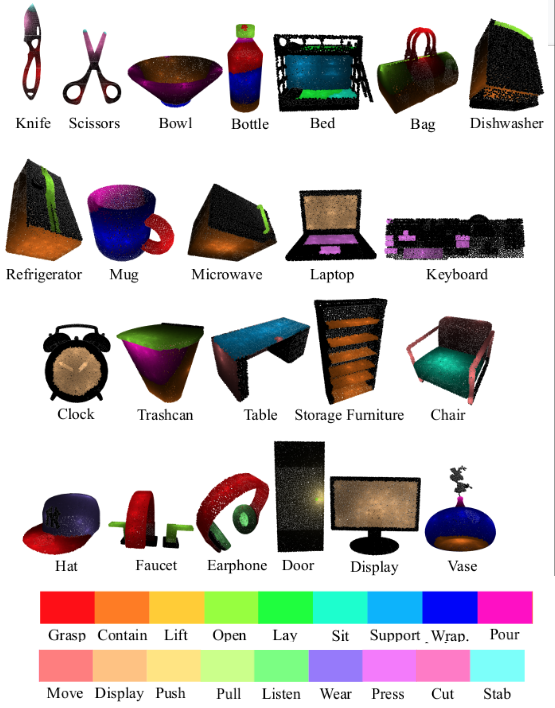 Knife Scissors Bowl Bottle Bed Bag Dishwasher
Refrigerator Mug Microwave Laptop Keyboard
Clock Trashcan Table Storage Furniture Chair
Hat Faucet Earphone Door Display Vase
Grasp Contain Lift Open Lay Sit Support Wrap. Pour
Move Display Push Pull Listen Wear Press Cut Stab